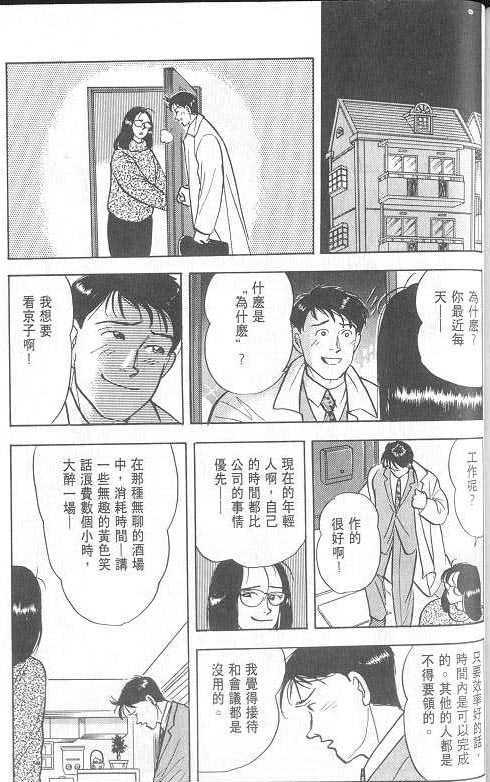 為什麼？
你最近每
天——
什麼是
〝為什麼〞？
我想要
看京子啊！
工作呢？
作的
很好啊！
現在的年輕
人啊，自己
的時間都比
公司的事情
優先——
在那種無聊的酒場
中，消耗時間—講
一些無趣的黃色笑
話浪費數個小時，
大醉一場——
只要效率好的話，
時間內是可以完成
的。其他的人都是
不得要領的。
我覺得接待
和會議都是
沒用的。